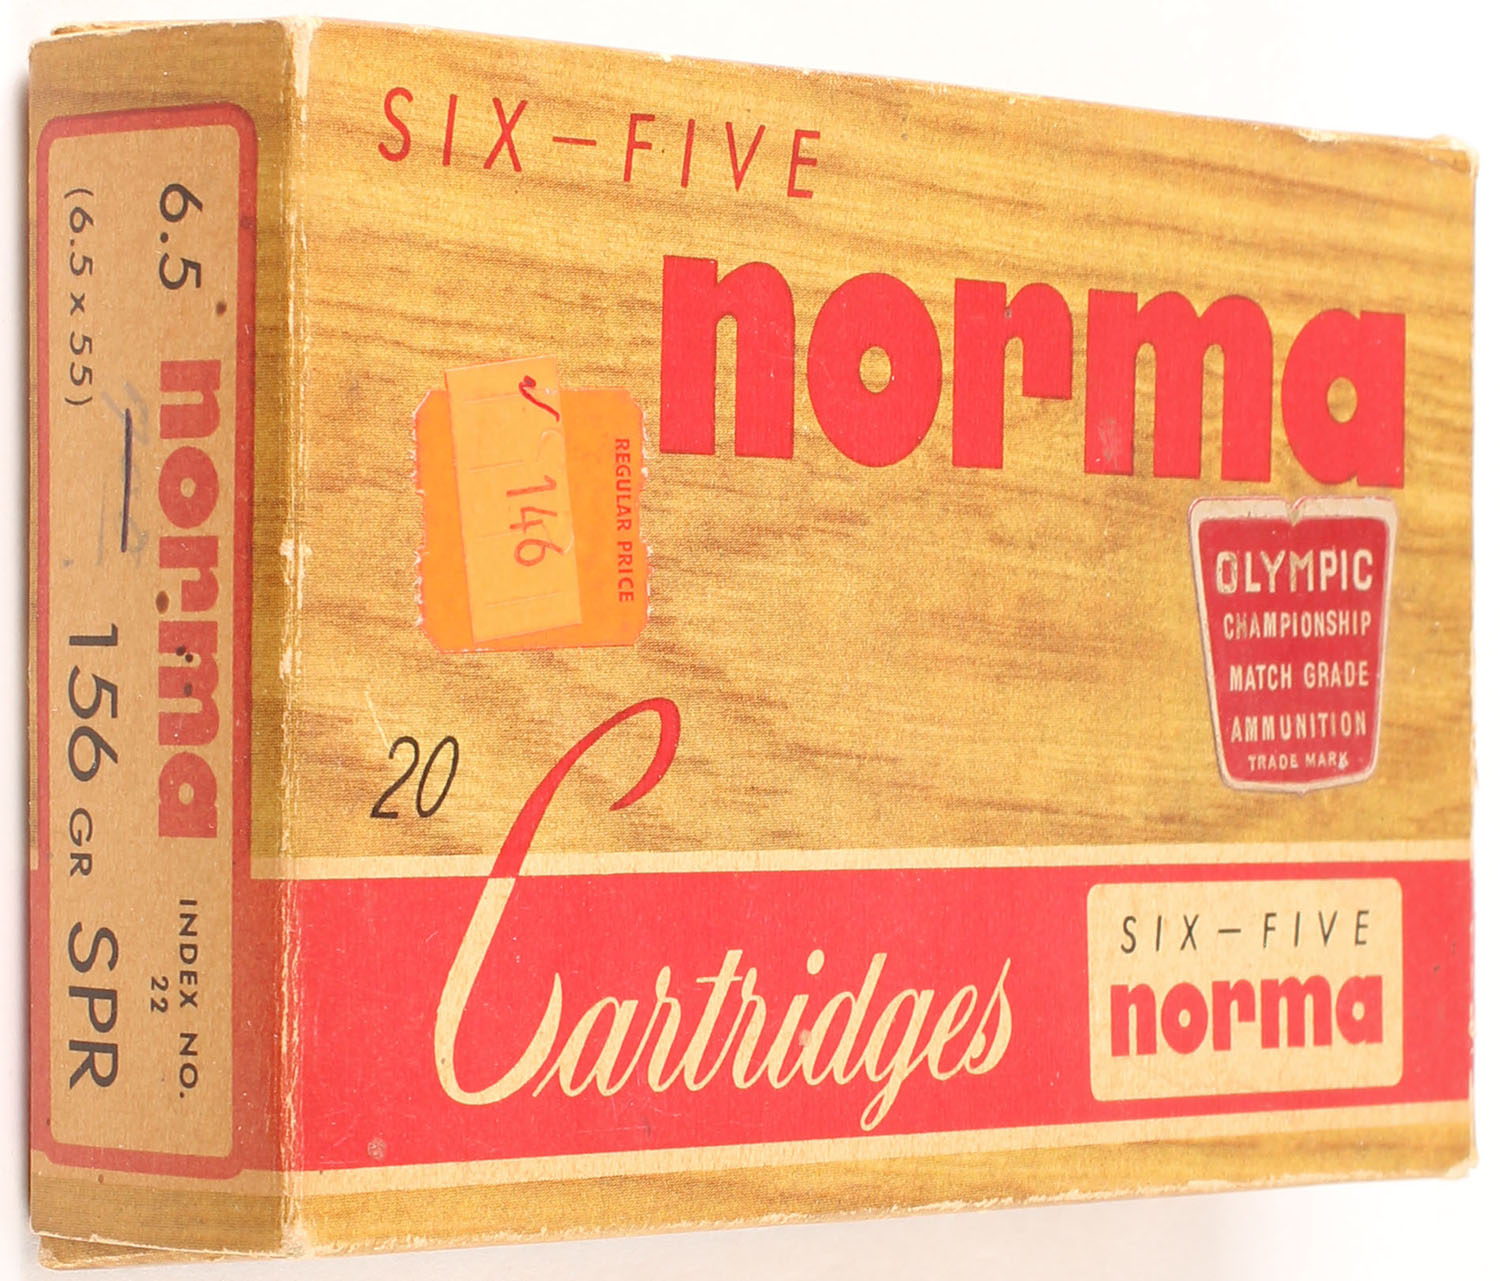 SIX-FIVE
norma
REGULAR PRICE
146
OLYMPIC
CHAMPIONSHIP
MATCH GRADE
AMMUNITION
TRADE MARK
20
Cartridges
SIX-FIVE
norma
6.5 norma INDEX NO.
22
(6.5 x 55) 156 GR SPR